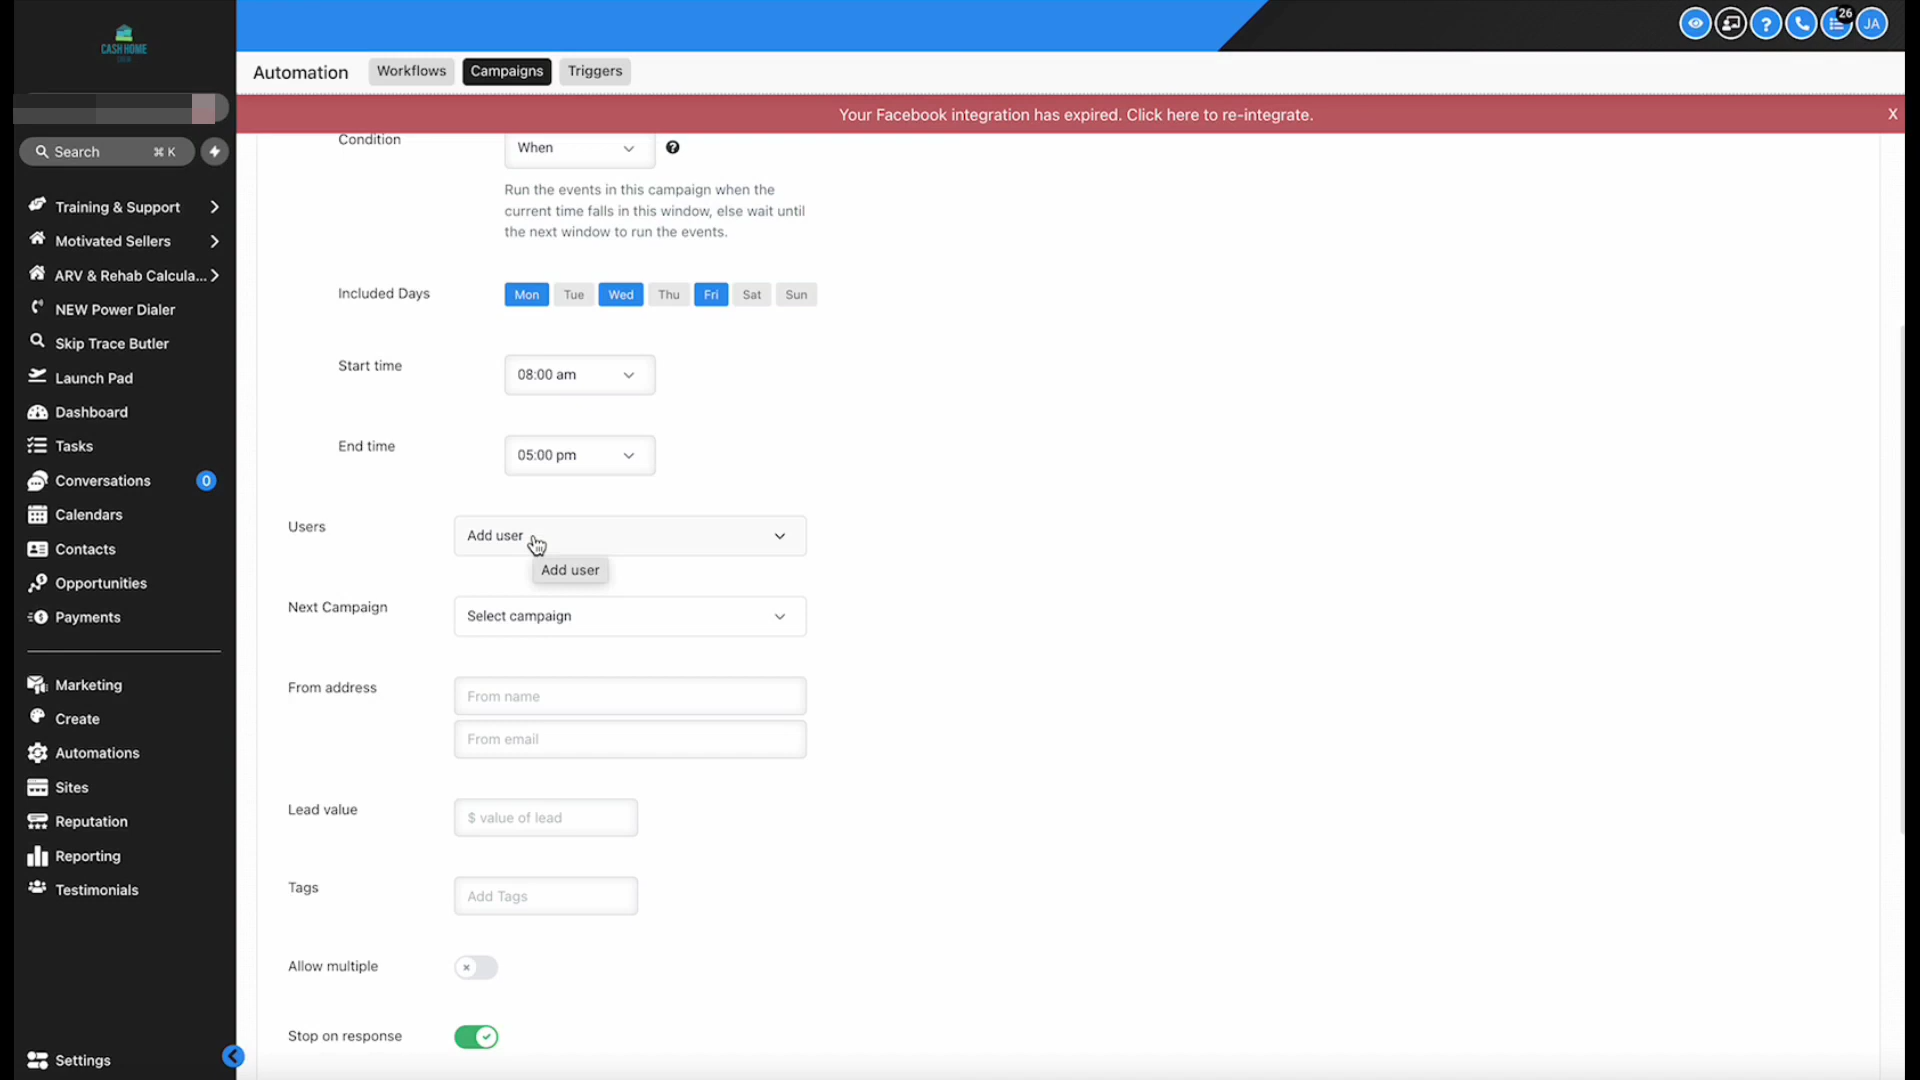 CASH HOME
26
JA
Automation
Workflows
Campaigns
Triggers
Your Facebook integration has expired. Click here to re-integrate.
X
Search
⌘ K
Training & Support
Motivated Sellers
ARV & Rehab Calcula...
NEW Power Dialer
Skip Trace Butler
Launch Pad
Dashboard
Tasks
Conversations
0
Calendars
Contacts
Opportunities
Payments
Marketing
Create
Automations
Sites
Reputation
Reporting
Testimonials
Settings
Condition
When
Run the events in this campaign when the
current time falls in this window, else wait until
the next window to run the events.
Included Days
Mon Tue Wed Thu Fri Sat Sun
Start time
08:00 am
End time
05:00 pm
Users
Add user
Add user
Next Campaign
Select campaign
From address
From name
From email
Lead value
$ value of lead
Tags
Add Tags
Allow multiple
Stop on response